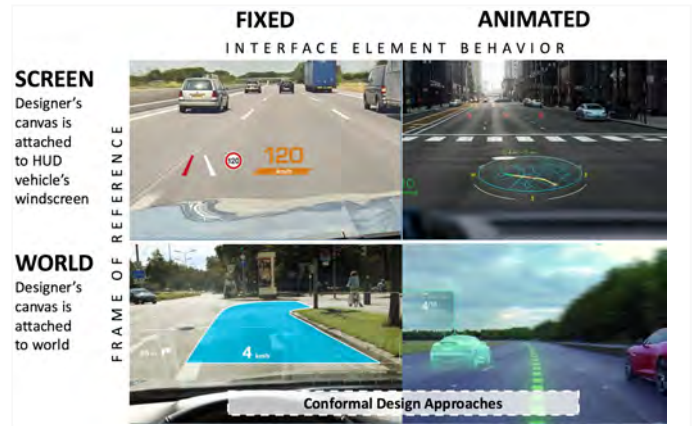 FIXED
ANIMATED
INTERFACE ELEMENT BEHAVIOR
SCREEN
Designer's
canvas is
attached
to HUD
vehicle's
windscreen
FRAME OF REFERENCE
120
120
km/h
WORLD
Designer's
canvas is
attached
to world
4 km/h
Conformal Design Approaches